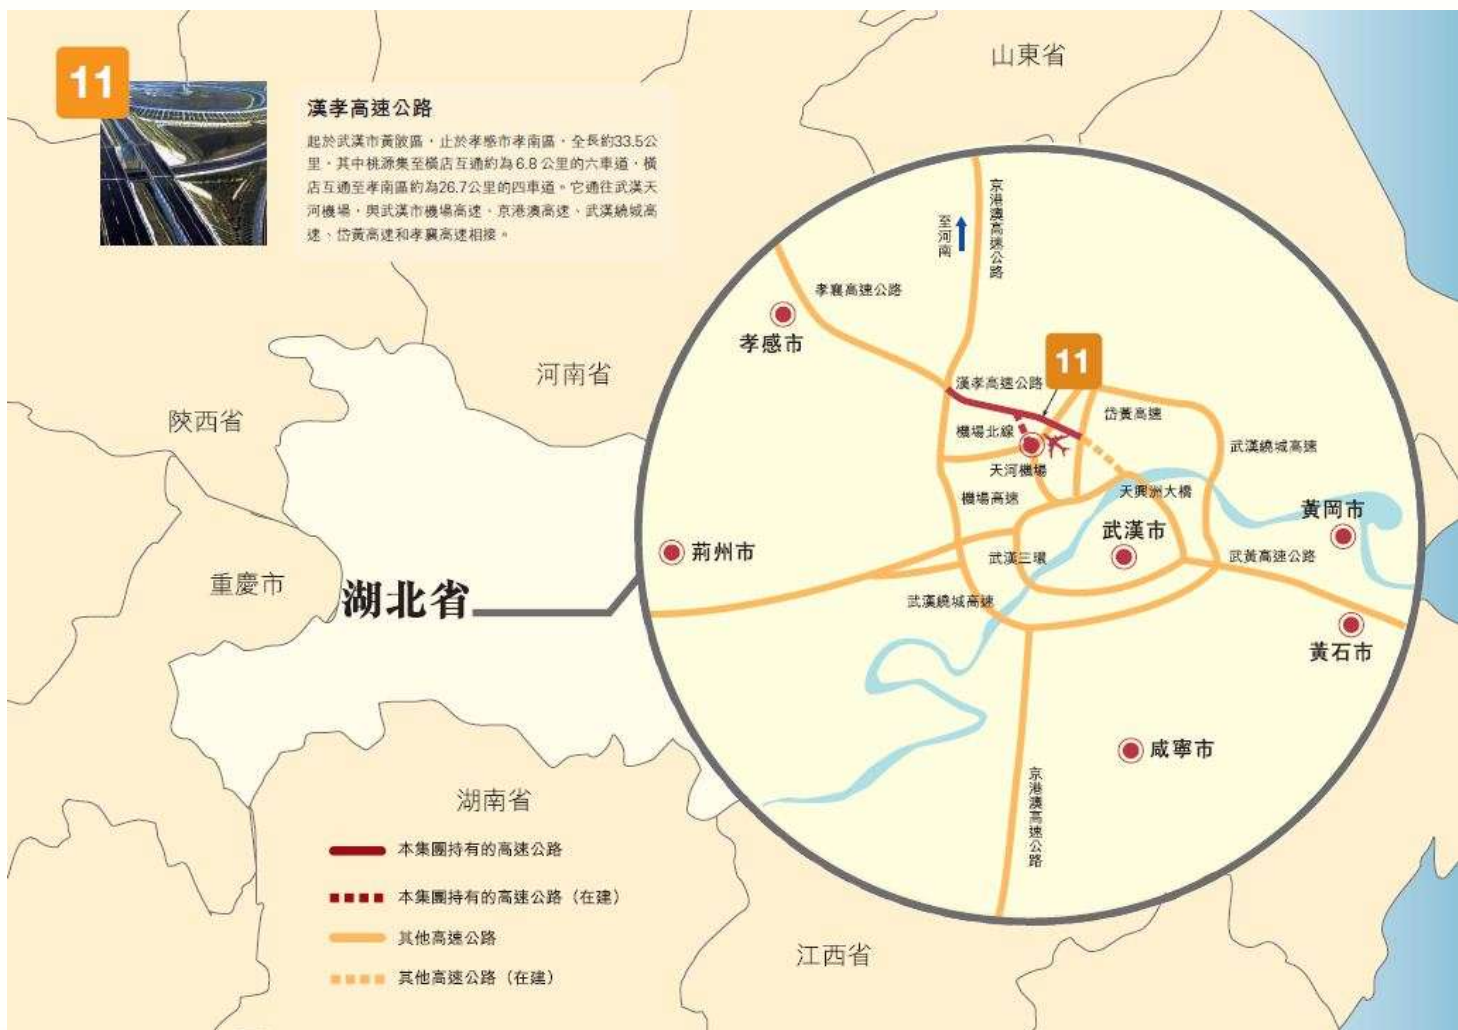 11
漢孝高速公路
起於武漢市黃陂區,止於孝感市孝南區,全長約33.5公
里,其中桃源集至橫店互通約為6.8公里的六車道,橫
店互通至孝南區約為26.7公里的四車道。它通往武漢天
河機場,與武漢市機場高速、京港澳高速、武漢繞城高
速、岱黃高速和孝襄高速相接。
山東省
河南省
陝西省
重慶市
湖北省
湖南省
江西省
京港澳高速公路
至河南
孝襄高速公路
孝感市
11
漢孝高速公路
岱黃高速
機場北線
武漢繞城高速
天河機場
機場高速
天興洲大橋
黃岡市
武漢市
荊州市
武漢三環
武黃高速公路
武漢繞城高速
黃石市
咸寧市
京港澳高速公路
本集團持有的高速公路
本集團持有的高速公路(在建)
其他高速公路
其他高速公路(在建)